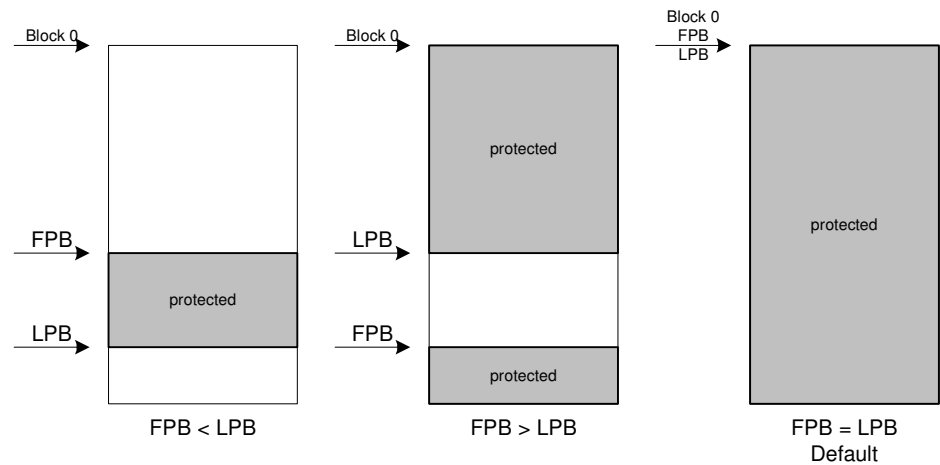 Block 0
FPB
LPB
protected
FPB < LPB
Block 0
LPB
FPB
protected
protected
FPB > LPB
Block 0
FPB
LPB
protected
FPB = LPB
Default